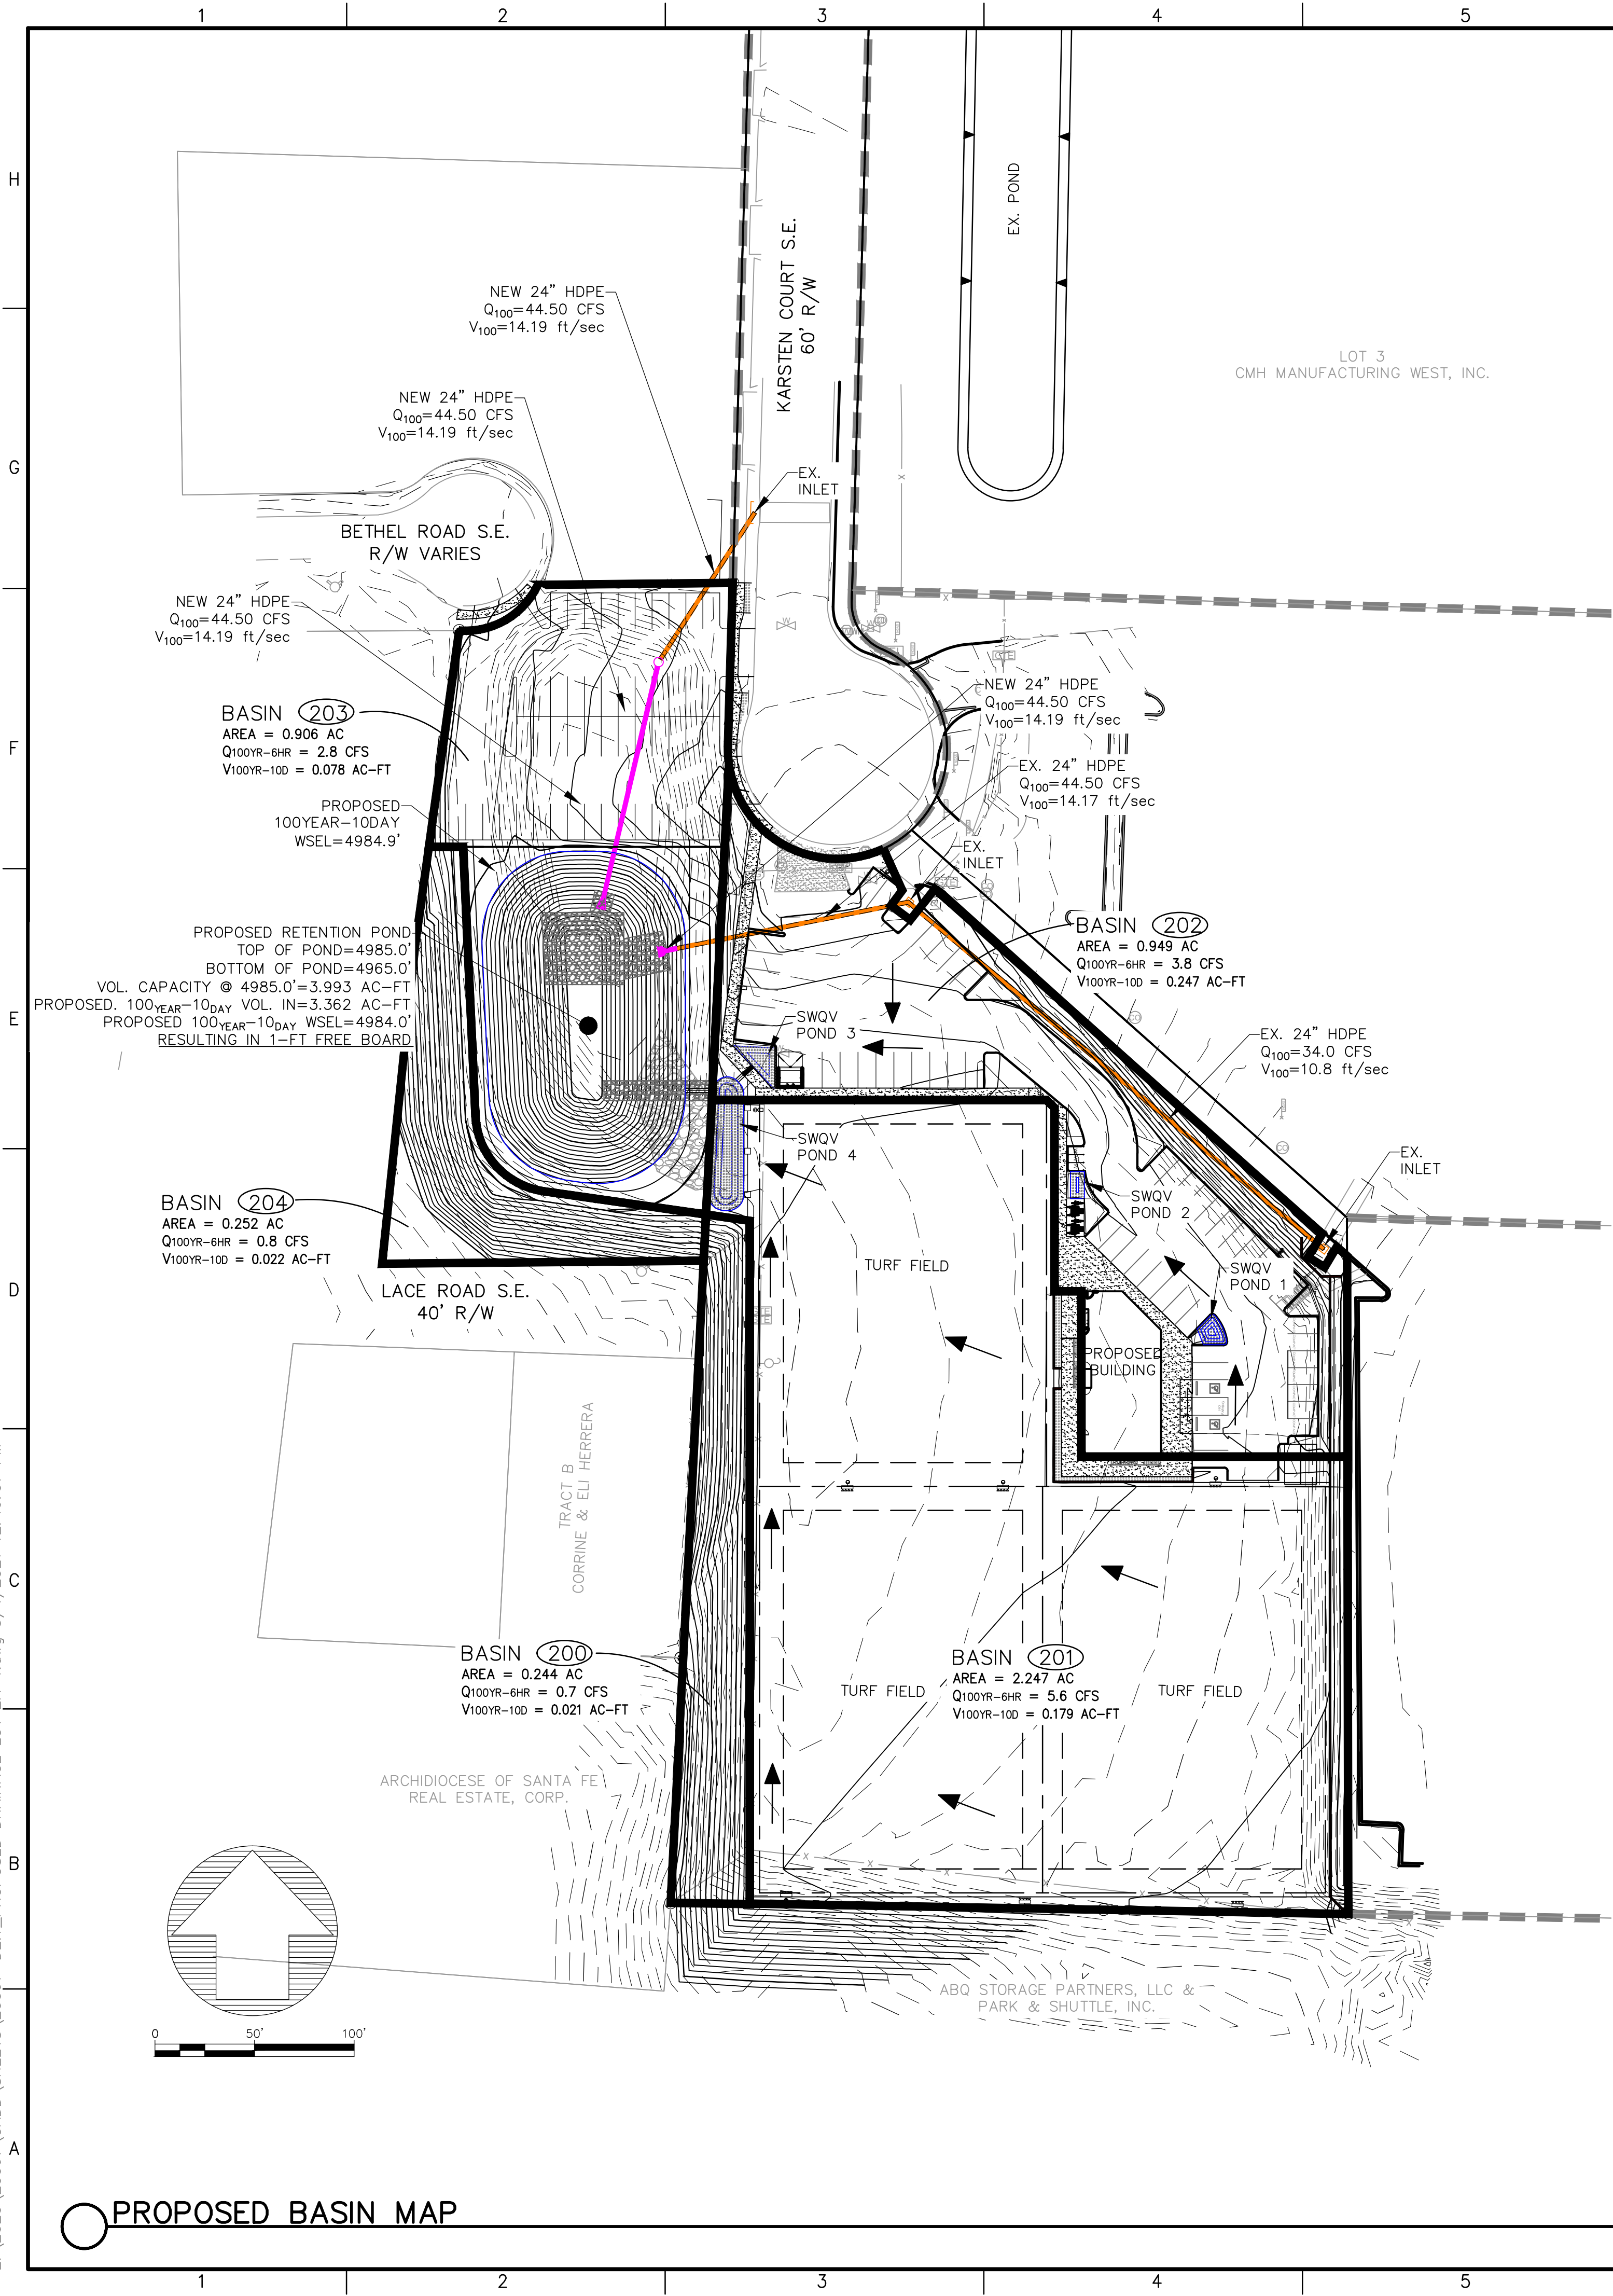 1
2
3
4
5
H
G
F
E
D
C
B
A
EX. POND
KARSTEN COURT S.E.
60' R/W
NEW 24" HDPE
Q100=44.50 CFS
V100=14.19 ft/sec
LOT 3
CMH MANUFACTURING WEST, INC.
NEW 24" HDPE
Q100=44.50 CFS
V100=14.19 ft/sec
EX.
INLET
BETHEL ROAD S.E.
R/W VARIES
NEW 24" HDPE
Q100=44.50 CFS
V100=14.19 ft/sec
NEW 24" HDPE
Q100=44.50 CFS
V100=14.19 ft/sec
BASIN 203
AREA = 0.906 AC
Q100YR-6HR = 2.8 CFS
V100YR-10D = 0.078 AC-FT
EX. 24" HDPE
Q100=44.50 CFS
V100=14.17 ft/sec
PROPOSED
100YEAR-10DAY
WSEL=4984.9'
EX.
INLET
BASIN 202
AREA = 0.949 AC
Q100YR-6HR = 3.8 CFS
V100YR-10D = 0.247 AC-FT
PROPOSED RETENTION POND
TOP OF POND=4985.0'
BOTTOM OF POND=4965.0'
VOL. CAPACITY @ 4985.0'=3.993 AC-FT
PROPOSED. 100YEAR-10DAY VOL. IN=3.362 AC-FT
PROPOSED 100YEAR-10DAY WSEL=4984.0'
RESULTING IN 1-FT FREE BOARD
SWQV
POND 3
EX. 24" HDPE
Q100=34.0 CFS
V100=10.8 ft/sec
SWQV
POND 4
EX.
INLET
BASIN 204
AREA = 0.252 AC
Q100YR-6HR = 0.8 CFS
V100YR-10D = 0.022 AC-FT
SWQV
POND 2
TURF FIELD
SWQV
POND 1
LACE ROAD S.E.
40' R/W
PROPOSED
BUILDING
TRACT B
CORRINE & ELI HERRERA
BASIN 200
AREA = 0.244 AC
Q100YR-6HR = 0.7 CFS
V100YR-10D = 0.021 AC-FT
BASIN 201
AREA = 2.247 AC
Q100YR-6HR = 5.6 CFS
V100YR-10D = 0.179 AC-FT
TURF FIELD
TURF FIELD
ARCHIDIOCESE OF SANTA FE
REAL ESTATE, CORP.
ABQ STORAGE PARTNERS, LLC &
PARK & SHUTTLE, INC.
0 50' 100'
PROPOSED BASIN MAP
1
2
3
4
5